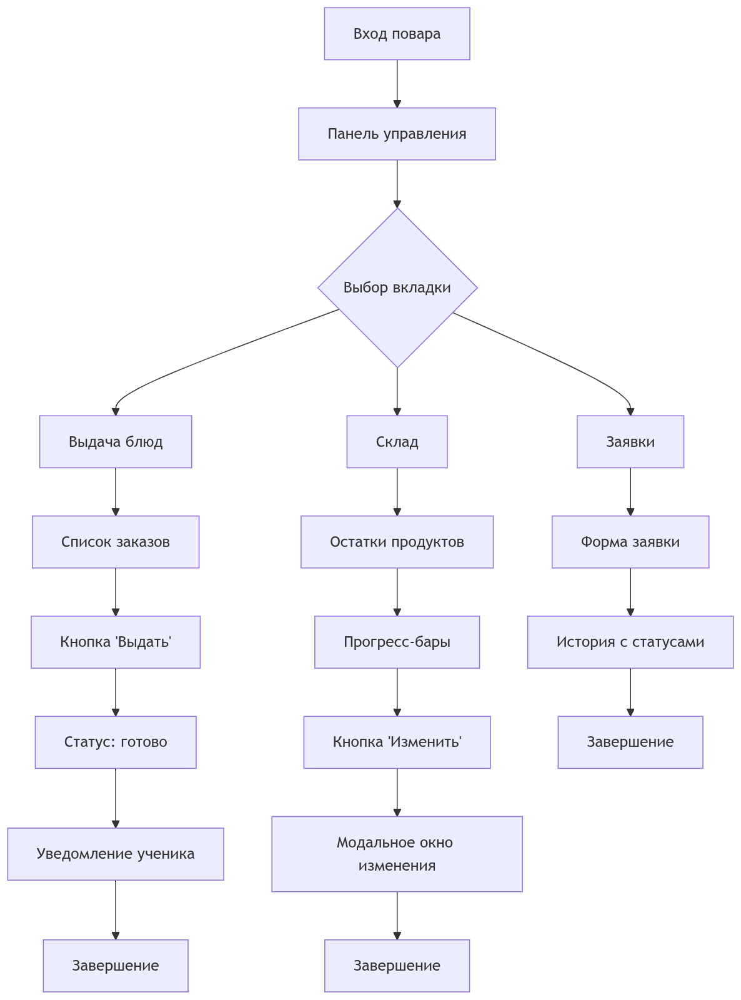 Вход повара
Панель управления
Выбор вкладки
Выдача блюд
Склад
Заявки
Список заказов
Остатки продуктов
Форма заявки
Кнопка 'Выдать'
Прогресс-бары
История с статусами
Статус: готово
Кнопка 'Изменить'
Завершение
Уведомление ученика
Модальное окно
изменения
Завершение
Завершение